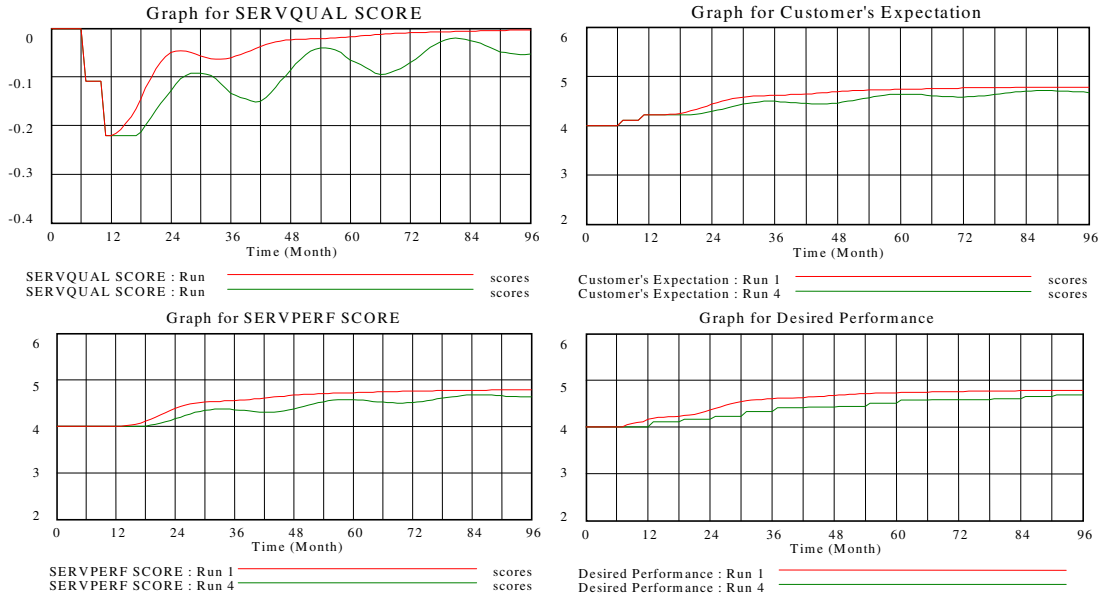 Graph for SERVQUAL SCORE
0
-0.1
-0.2
-0.3
-0.4
0 12 24 36 48 60 72 84 96
Time (Month)
SERVQUAL SCORE : Run scores
SERVQUAL SCORE : Run scores
Graph for Customer's Expectation
6
5
4
3
2
0 12 24 36 48 60 72 84 96
Time (Month)
Customer's Expectation : Run 1 scores
Customer's Expectation : Run 4 scores
Graph for SERVPERF SCORE
6
5
4
3
2
0 12 24 36 48 60 72 84 96
Time (Month)
SERVPERF SCORE : Run 1 scores
SERVPERF SCORE : Run 4 scores
Graph for Desired Performance
6
5
4
3
2
0 12 24 36 48 60 72 84 96
Time (Month)
Desired Performance : Run 1
Desired Performance : Run 4